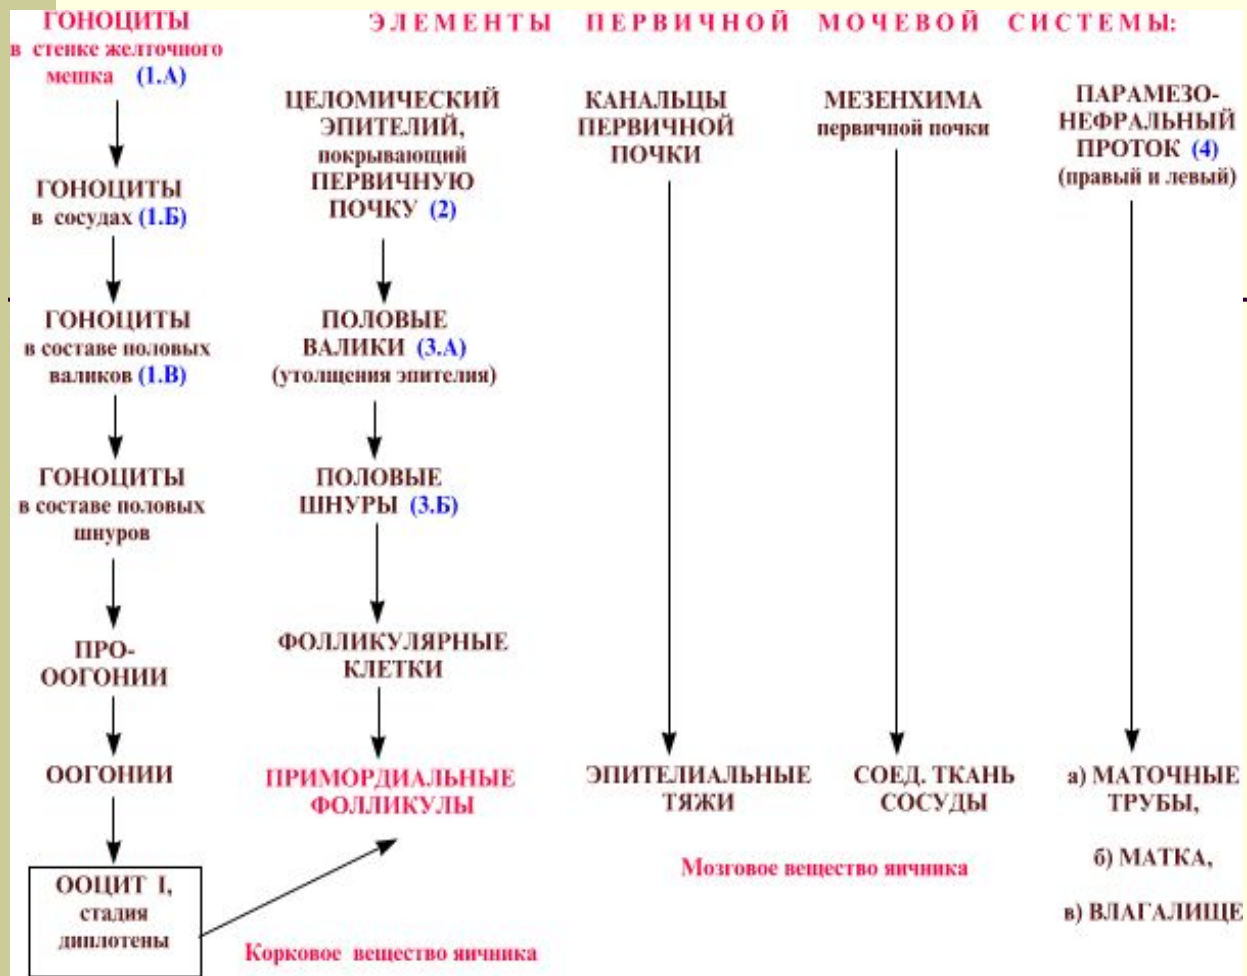 ГОНОЦИТЫ
в стенке желточного
мешка (1.А)
ГОНОЦИТЫ
в сосудах (1.Б)
ГОНОЦИТЫ
в составе половых
валиков (1.В)
ГОНОЦИТЫ
в составе половых
шнуров
ПРО-
ООГОНИИ
ООГОНИИ
ООЦИТ I,
стадия
диплотены
ЭЛЕМЕНТЫ ПЕРВИЧНОЙ МОЧЕВОЙ СИСТЕМЫ:
ЦЕЛОМИЧЕСКИЙ
ЭПИТЕЛИЙ,
покрывающий
ПЕРВИЧНУЮ
ПОЧКУ (2)
ПОЛОВЫЕ
ВАЛИКИ (3.А)
(утолщения эпителия)
ПОЛОВЫЕ
ШНУРЫ (3.Б)
ФОЛЛИКУЛЯРНЫЕ
КЛЕТКИ
ПРИМОРДИАЛЬНЫЕ
ФОЛЛИКУЛЫ
Корковое вещество яичника
КАНАЛЬЦЫ
ПЕРВИЧНОЙ
ПОЧКИ
ЭПИТЕЛИАЛЬНЫЕ
ТЯЖИ
МЕЗЕНХИМА
первичной почки
СОЕД. ТКАНЬ
СОСУДЫ
Мозговое вещество яичника
ПАРАМЕЗО-
НЕФРАЛЬНЫЙ
ПРОТОК (4)
(правый и левый)
а) МАТОЧНЫЕ
ТРУБЫ,
б) МАТКА,
в) ВЛАГАЛИЩЕ